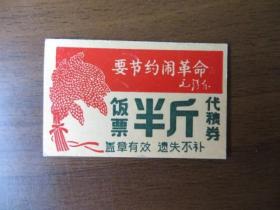 要节约闹革命
毛泽东
饭票
半斤
代粮券
盖章有效 遗失不补